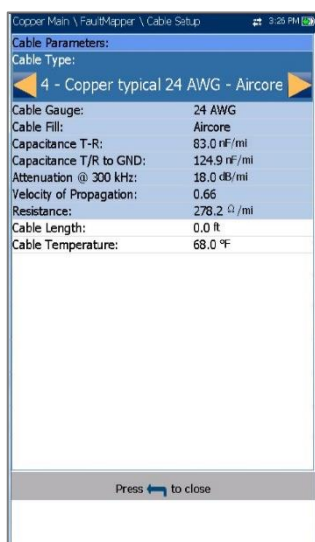 Copper Main \ FaultMapper \ Cable Setup 3:26 PM
Cable Parameters:
Cable Type:
4 - Copper typical 24 AWG - Aircore
Cable Gauge: 24 AWG
Cable Fill: Aircore
Capacitance T-R: 83.0 nF/mi
Capacitance T/R to GND: 124.9 nF/mi
Attenuation @ 300 kHz: 18.0 dB/mi
Velocity of Propagation: 0.66
Resistance: 278.2 Ω/mi
Cable Length: 0.0 ft
Cable Temperature: 68.0 °F
Press to close